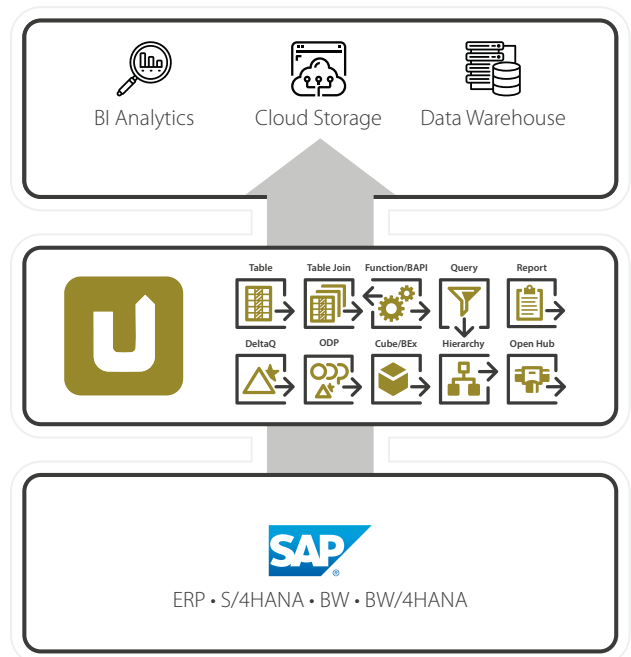 BI Analytics
Cloud Storage
Data Warehouse
Table
Table Join
Function/BAPI
Query
Report
DeltaQ
ODP
Cube/BEx
Hierarchy
Open Hub
U
SAP®
ERP • S/4HANA • BW • BW/4HANA